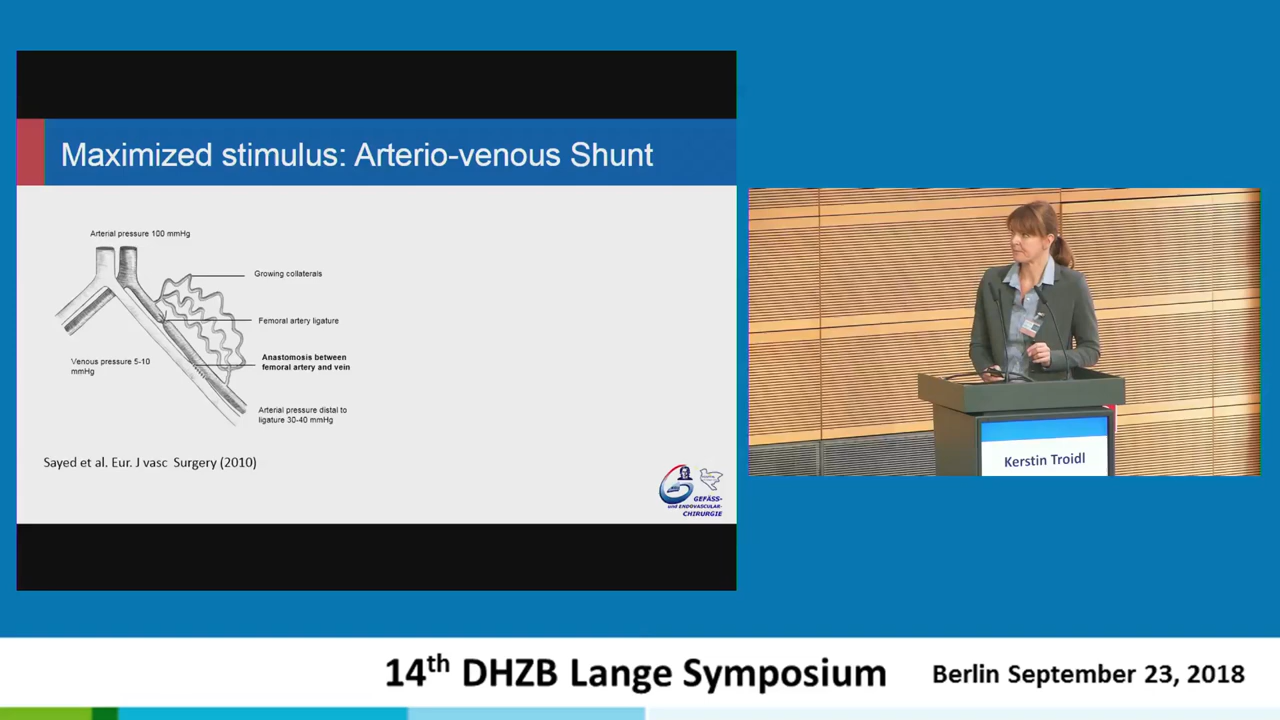 Maximized stimulus: Arterio-venous Shunt
Arterial pressure 100 mmHg
Growing collaterals
Femoral artery ligature
Anastomosis between
femoral artery and vein
Venous pressure 5-10
mmHg
Arterial pressure distal to
ligature 30-40 mmHg
Sayed et al. Eur. J vasc Surgery (2010)
GEFÄSS-
und ENDOVASCULAR-
CHIRURGIE
Kerstin Troidl
14th DHZB Lange Symposium
Berlin September 23, 2018